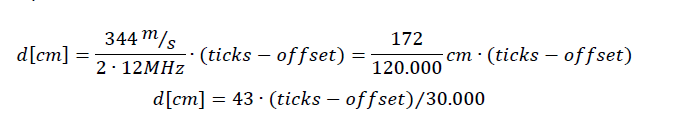 d[cm] = 344 m/s / 2 · 12MHz · (ticks − offset) = 172 / 120.000 cm · (ticks − offset)
d[cm] = 43 · (ticks − offset)/30.000